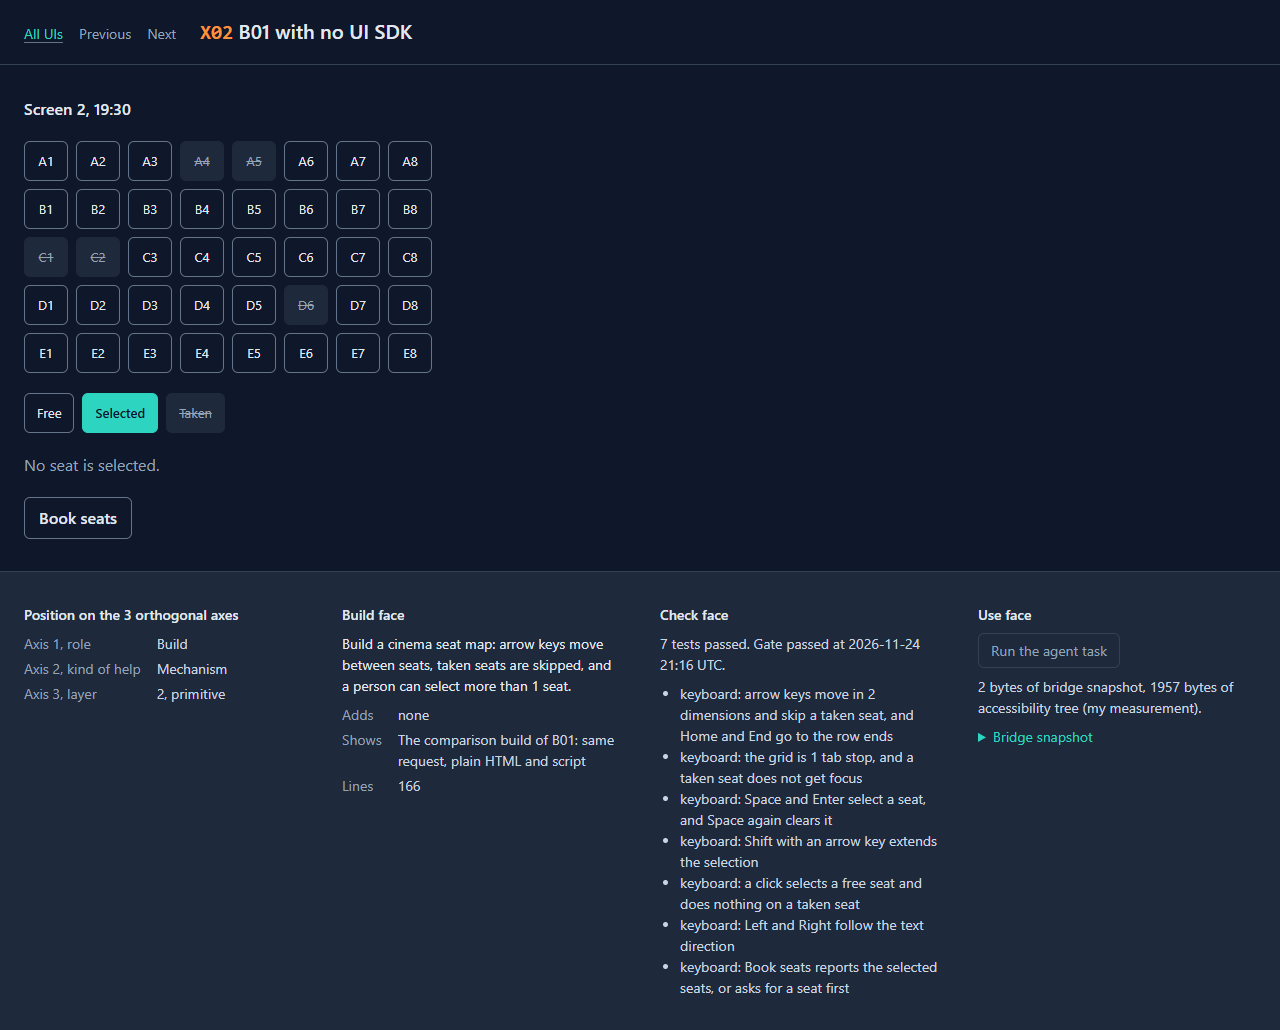 All UIs Previous Next X02 B01 with no UI SDK
Screen 2, 19:30
A1 A2 A3 A4 A5 A6 A7 A8
B1 B2 B3 B4 B5 B6 B7 B8
C1 C2 C3 C4 C5 C6 C7 C8
D1 D2 D3 D4 D5 D6 D7 D8
E1 E2 E3 E4 E5 E6 E7 E8
Free Selected Taken
No seat is selected.
Book seats
Position on the 3 orthogonal axes
Axis 1, role Build
Axis 2, kind of help Mechanism
Axis 3, layer 2, primitive
Build face
Build a cinema seat map: arrow keys move
between seats, taken seats are skipped, and
a person can select more than 1 seat.
Adds none
Shows The comparison build of B01: same
request, plain HTML and script
Lines 166
Check face
7 tests passed. Gate passed at 2026-11-24
21:16 UTC.
keyboard: arrow keys move in 2
dimensions and skip a taken seat, and
Home and End go to the row ends
keyboard: the grid is 1 tab stop, and a
taken seat does not get focus
keyboard: Space and Enter select a seat,
and Space again clears it
keyboard: Shift with an arrow key extends
the selection
keyboard: a click selects a free seat and
does nothing on a taken seat
keyboard: Left and Right follow the text
direction
keyboard: Book seats reports the selected
seats, or asks for a seat first
Use face
Run the agent task
2 bytes of bridge snapshot, 1957 bytes of
accessibility tree (my measurement).
Bridge snapshot